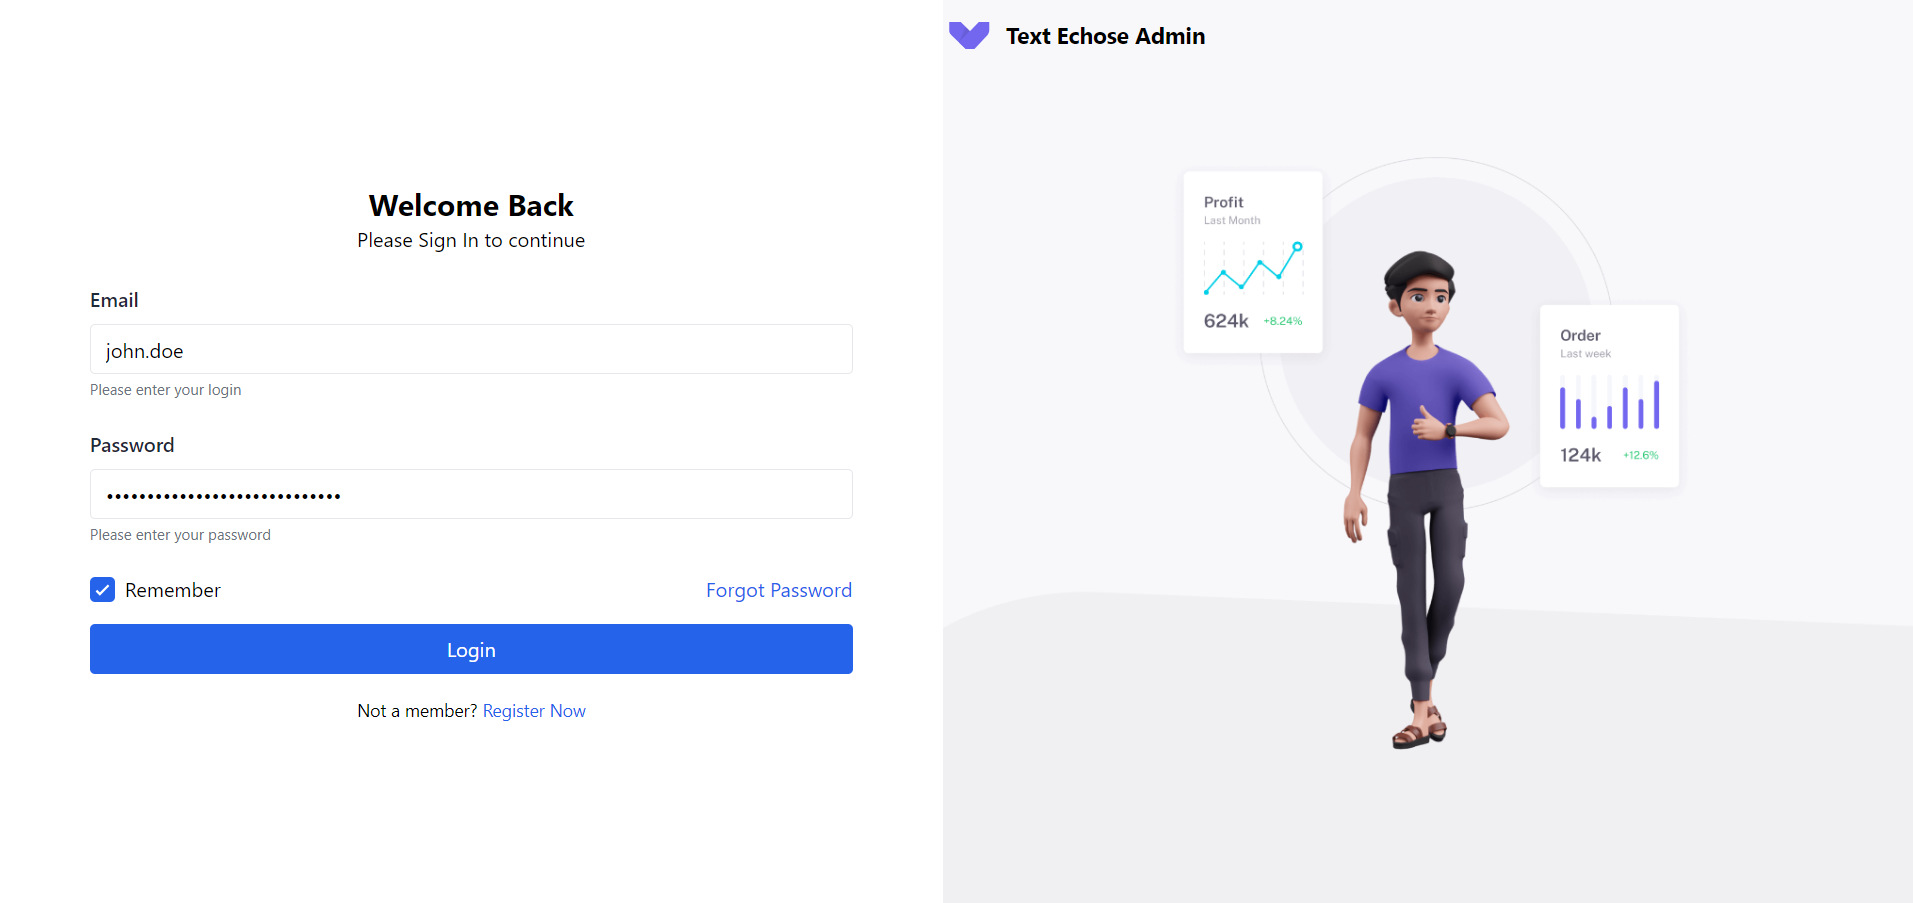 Welcome Back
Please Sign In to continue
Email
john.doe
Please enter your login
Password
•••••••••••••••••••••••••••••
Please enter your password
Remember
Forgot Password
Login
Not a member? Register Now
Text Echose Admin
Profit
Last Month
624k +8.24%
Order
Last week
124k +12.6%